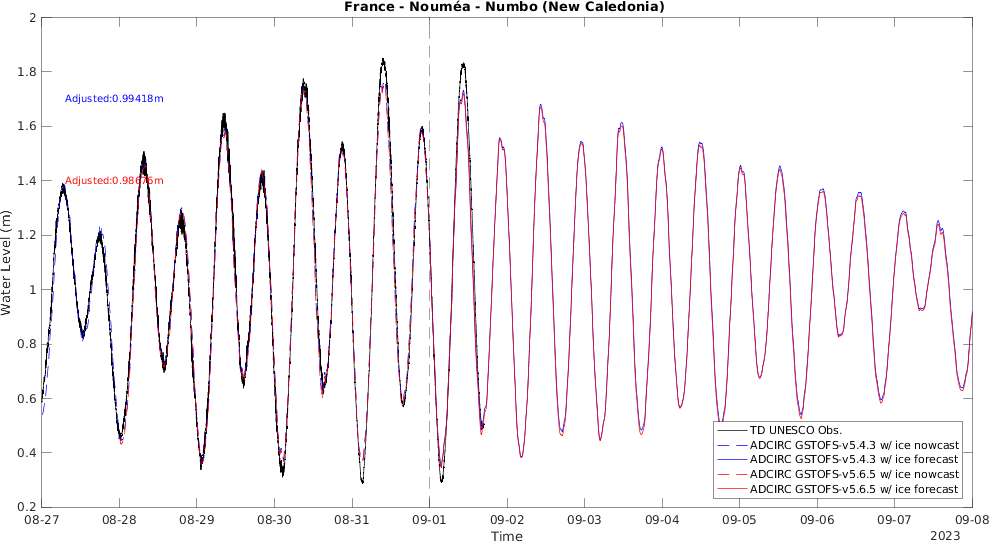 France - Nouméa - Numbo (New Caledonia)
2
1.8
1.6
1.4
1.2
1
0.8
0.6
0.4
0.2
Water Level (m)
Adjusted:0.99418m
Adjusted:0.98675m
TD UNESCO Obs.
ADCIRC GSTOFS-v5.4.3 w/ ice nowcast
ADCIRC GSTOFS-v5.4.3 w/ ice forecast
ADCIRC GSTOFS-v5.6.5 w/ ice nowcast
ADCIRC GSTOFS-v5.6.5 w/ ice forecast
08-27 08-28 08-29 08-30 08-31 09-01 09-02 09-03 09-04 09-05 09-06 09-07 09-08
Time
2023